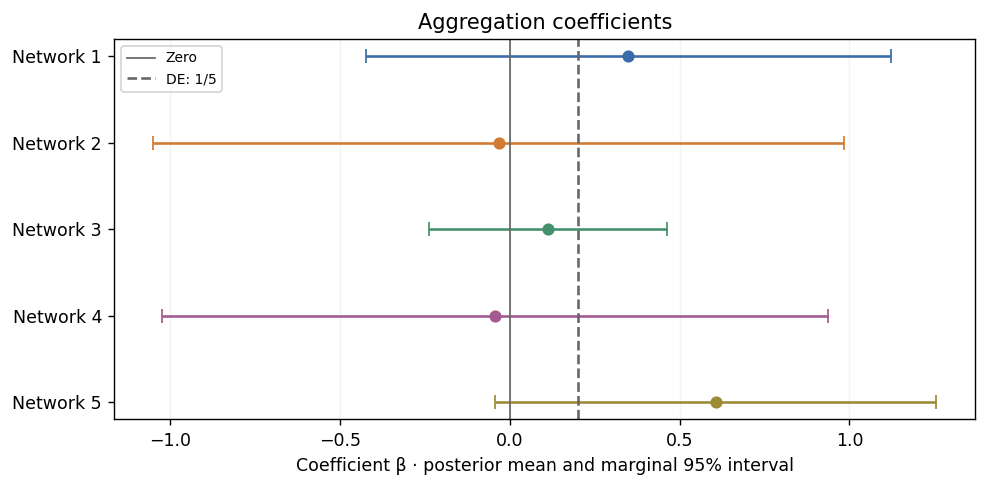 Aggregation coefficients
Zero
DE: 1/5
Network 1
Network 2
Network 3
Network 4
Network 5
−1.0
−0.5
0.0
0.5
1.0
Coefficient β · posterior mean and marginal 95% interval